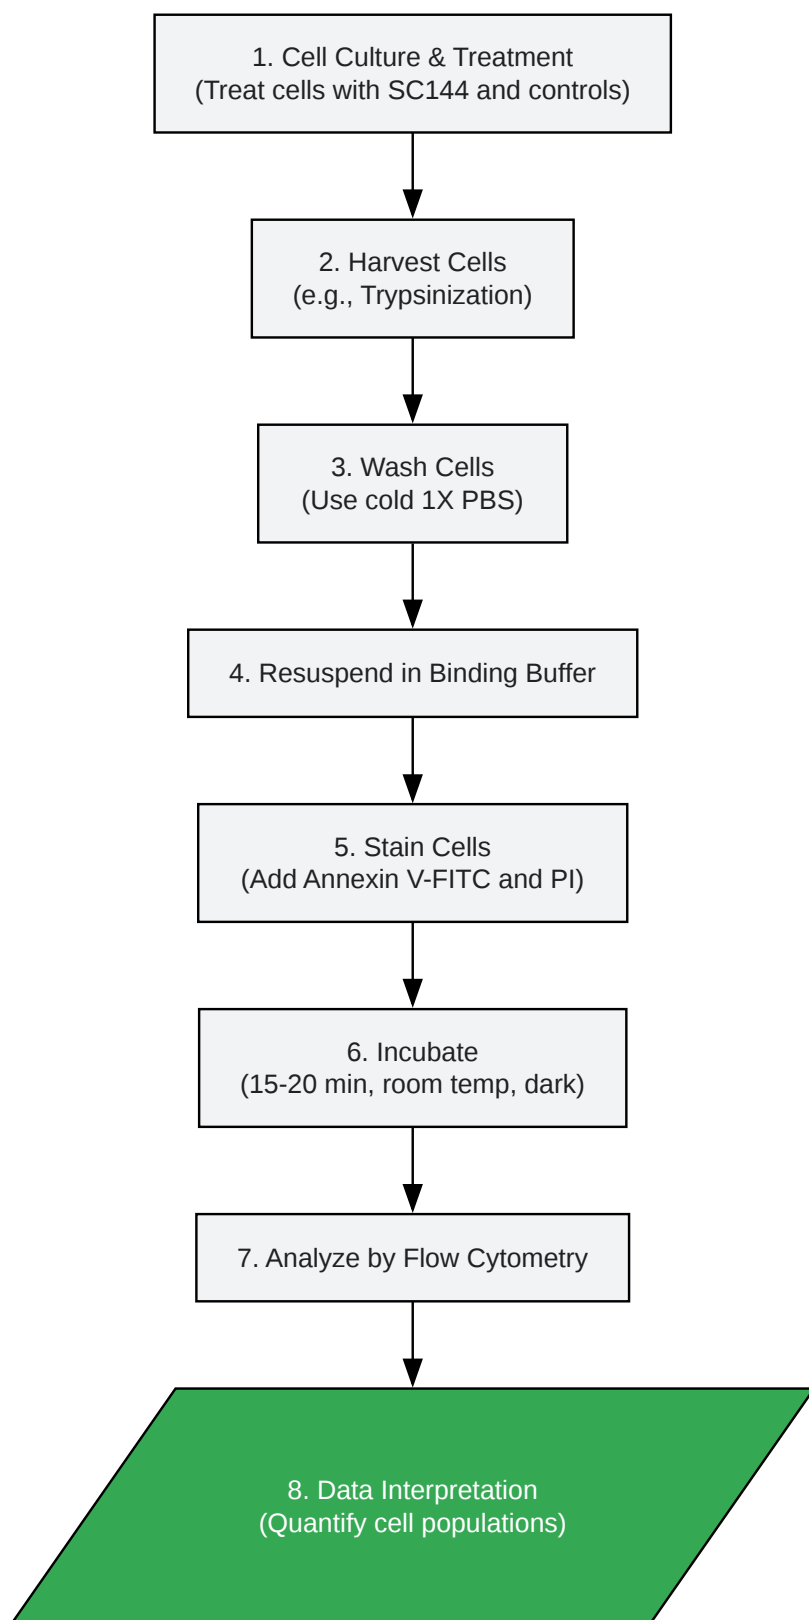 1. Cell Culture & Treatment
(Treat cells with SC144 and controls)
2. Harvest Cells
(e.g., Trypsinization)
3. Wash Cells
(Use cold 1X PBS)
4. Resuspend in Binding Buffer
5. Stain Cells
(Add Annexin V-FITC and PI)
6. Incubate
(15-20 min, room temp, dark)
7. Analyze by Flow Cytometry
8. Data Interpretation
(Quantify cell populations)